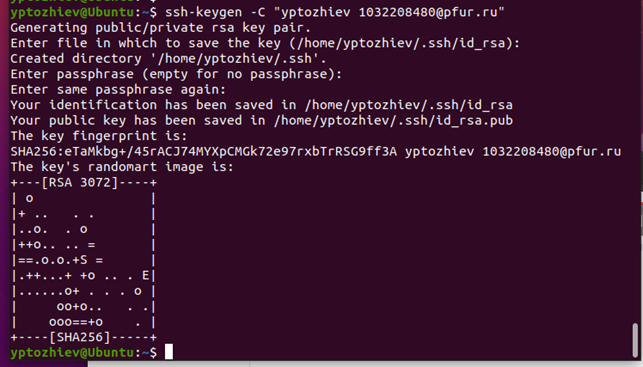 yptozhiev@Ubuntu:~$ ssh-keygen -C "yptozhiev 1032208480@pfur.ru"
Generating public/private rsa key pair.
Enter file in which to save the key (/home/yptozhiev/.ssh/id_rsa):
Created directory '/home/yptozhiev/.ssh'.
Enter passphrase (empty for no passphrase):
Enter same passphrase again:
Your identification has been saved in /home/yptozhiev/.ssh/id_rsa
Your public key has been saved in /home/yptozhiev/.ssh/id_rsa.pub
The key fingerprint is:
SHA256:eTaMkbg+/45rACJ74MYXpCMGk72e97rxbTrRSG9ff3A yptozhiev 1032208480@pfur.ru
The key's randomart image is:
+---[RSA 3072]----+
| o               |
|+ ..   . .       |
|..o.  . o        |
|++o.. .. =       |
|==.o.o.+S =      |
|.++...+ +o .. . E|
|......o+ . . . o |
|     oo+o..   . .|
|    ooo==+o    . |
+----[SHA256]-----+
yptozhiev@Ubuntu:~$